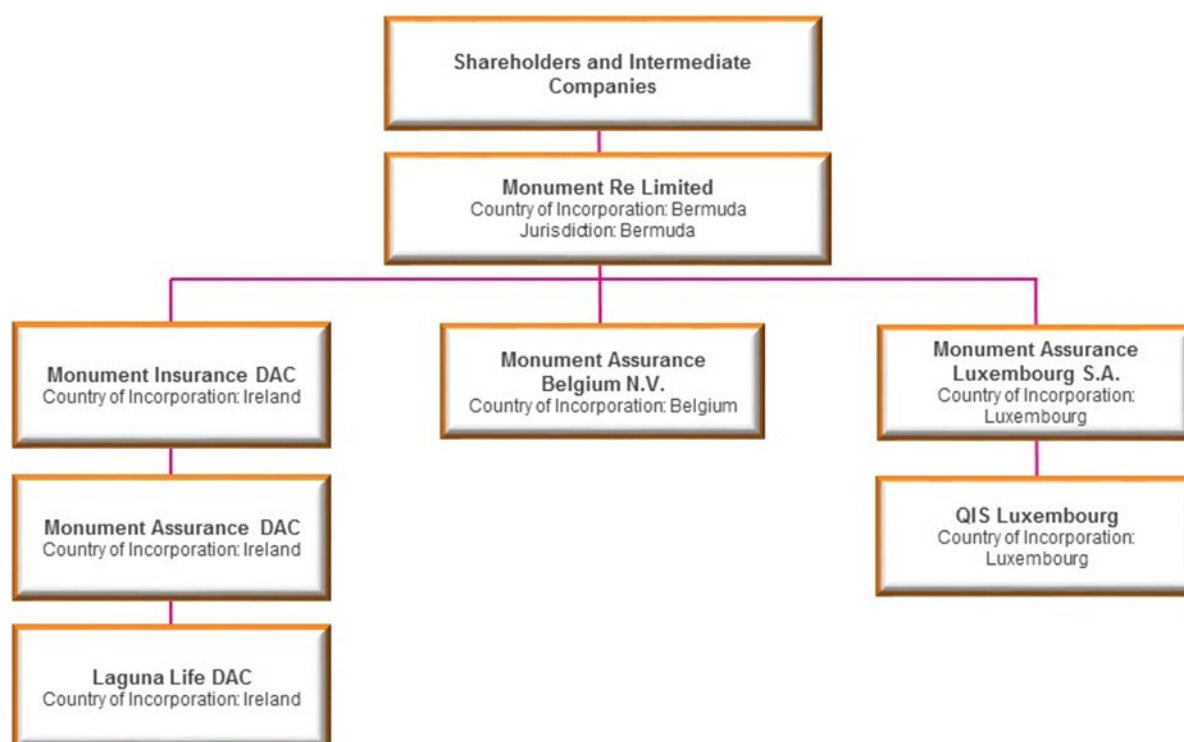 Shareholders and Intermediate
Companies
Monument Re Limited
Country of Incorporation: Bermuda
Jurisdiction: Bermuda
Monument Insurance DAC
Country of Incorporation: Ireland
Monument Assurance
Belgium N.V.
Country of Incorporation: Belgium
Monument Assurance
Luxembourg S.A.
Country of Incorporation:
Luxembourg
Monument Assurance DAC
Country of Incorporation: Ireland
QIS Luxembourg
Country of Incorporation:
Luxembourg
Laguna Life DAC
Country of Incorporation: Ireland